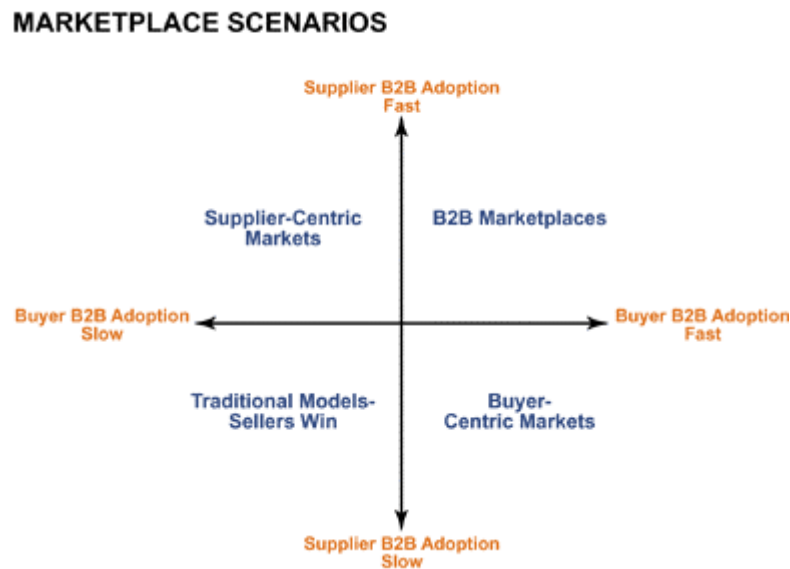 MARKETPLACE SCENARIOS
Supplier B2B Adoption
Fast
Supplier-Centric
Markets
B2B Marketplaces
Buyer B2B Adoption
Slow
Buyer B2B Adoption
Fast
Traditional Models-
Sellers Win
Buyer-
Centric Markets
Supplier B2B Adoption
Slow